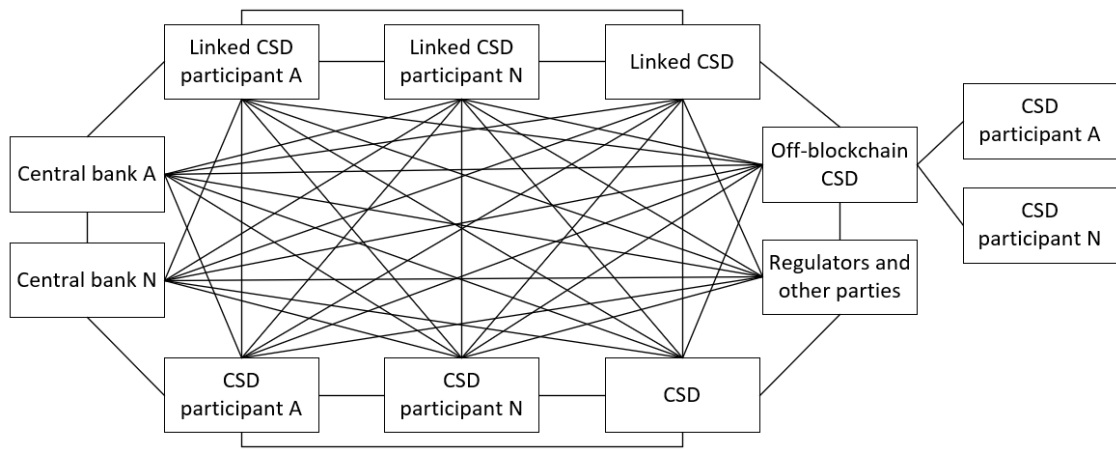 Linked CSD
participant A
Linked CSD
participant N
Linked CSD
Central bank A
Central bank N
Off-blockchain
CSD
Regulators and
other parties
CSD
participant A
CSD
participant N
CSD
participant A
CSD
participant N
CSD